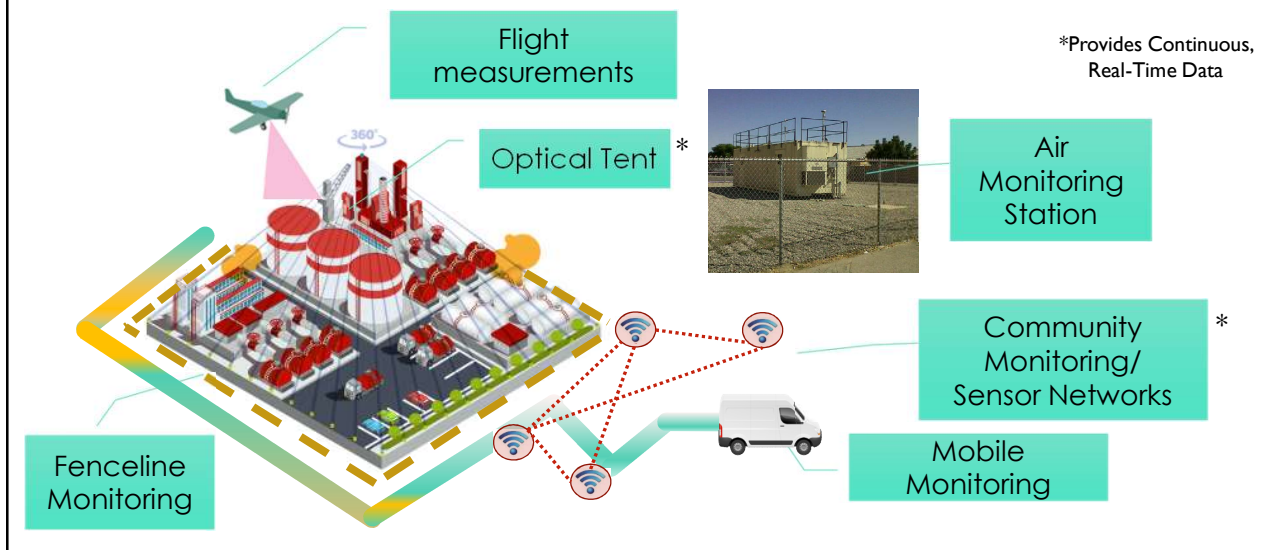 Flight
measurements
*Provides Continuous,
Real-Time Data
360°
Optical Tent *
Air
Monitoring
Station
Community *
Monitoring/
Sensor Networks
Fenceline
Monitoring
Mobile
Monitoring